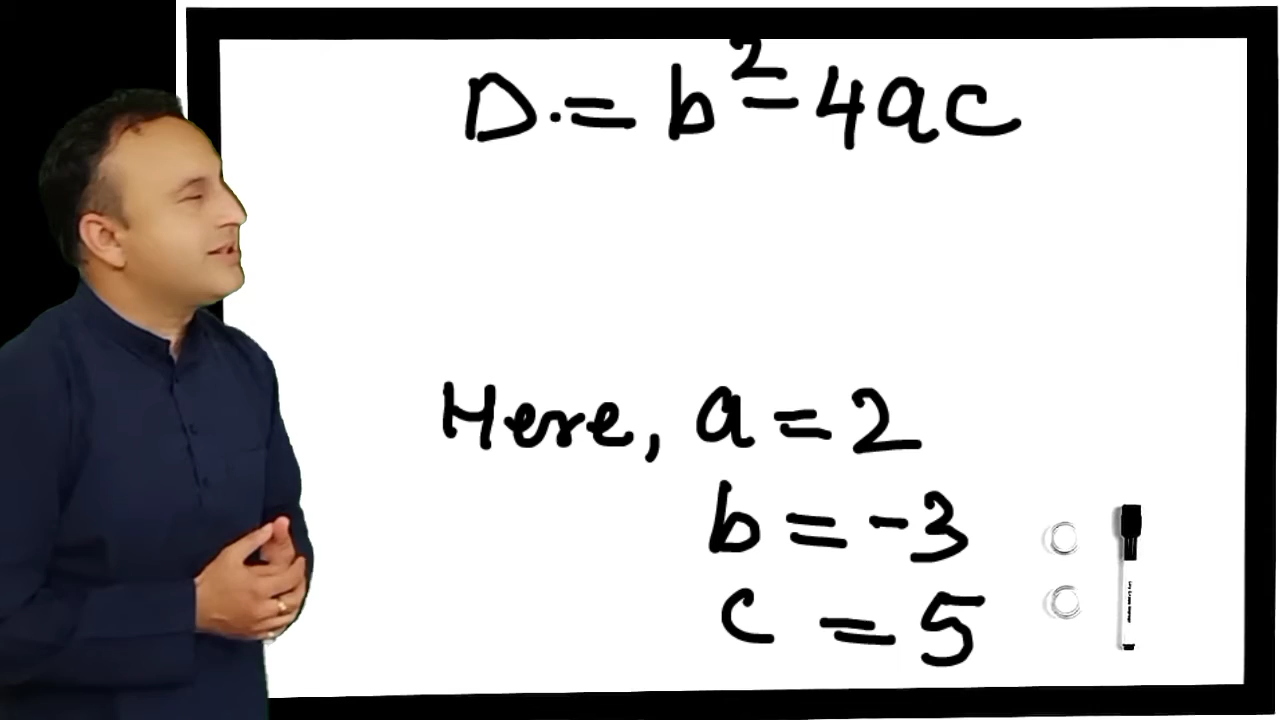 D.= b²-4ac
Here, a = 2
b = -3
c = 5